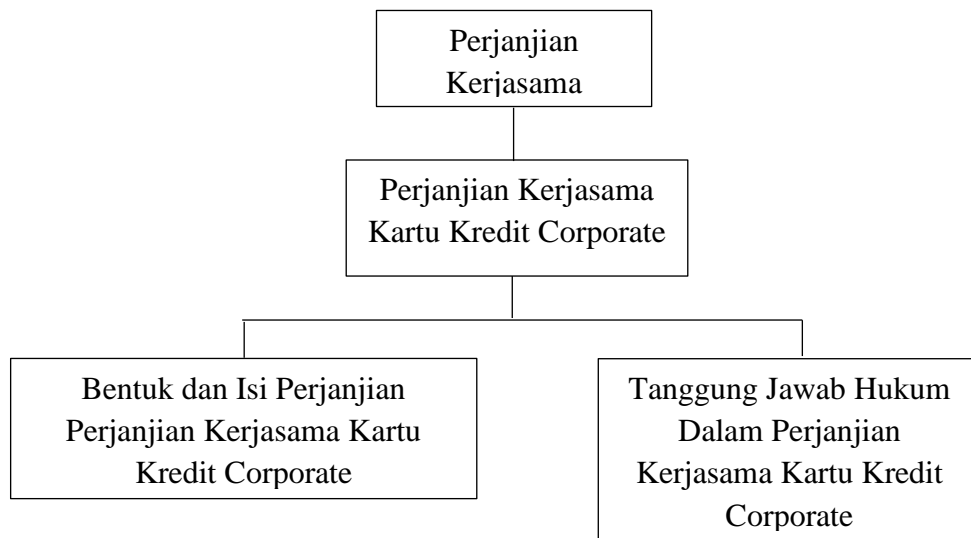 Perjanjian
Kerjasama
Perjanjian Kerjasama
Kartu Kredit Corporate
Bentuk dan Isi Perjanjian
Perjanjian Kerjasama Kartu
Kredit Corporate
Tanggung Jawab Hukum
Dalam Perjanjian
Kerjasama Kartu Kredit
Corporate